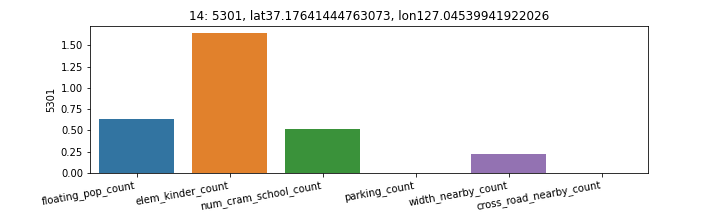 14: 5301, lat37.17641444763073, lon127.04539941922026
1.50
1.25
1.00
0.75
0.50
0.25
0.00
5301
floating_pop_count
elem_kinder_count
num_cram_school_count
parking_count
width_nearby_count
cross_road_nearby_count